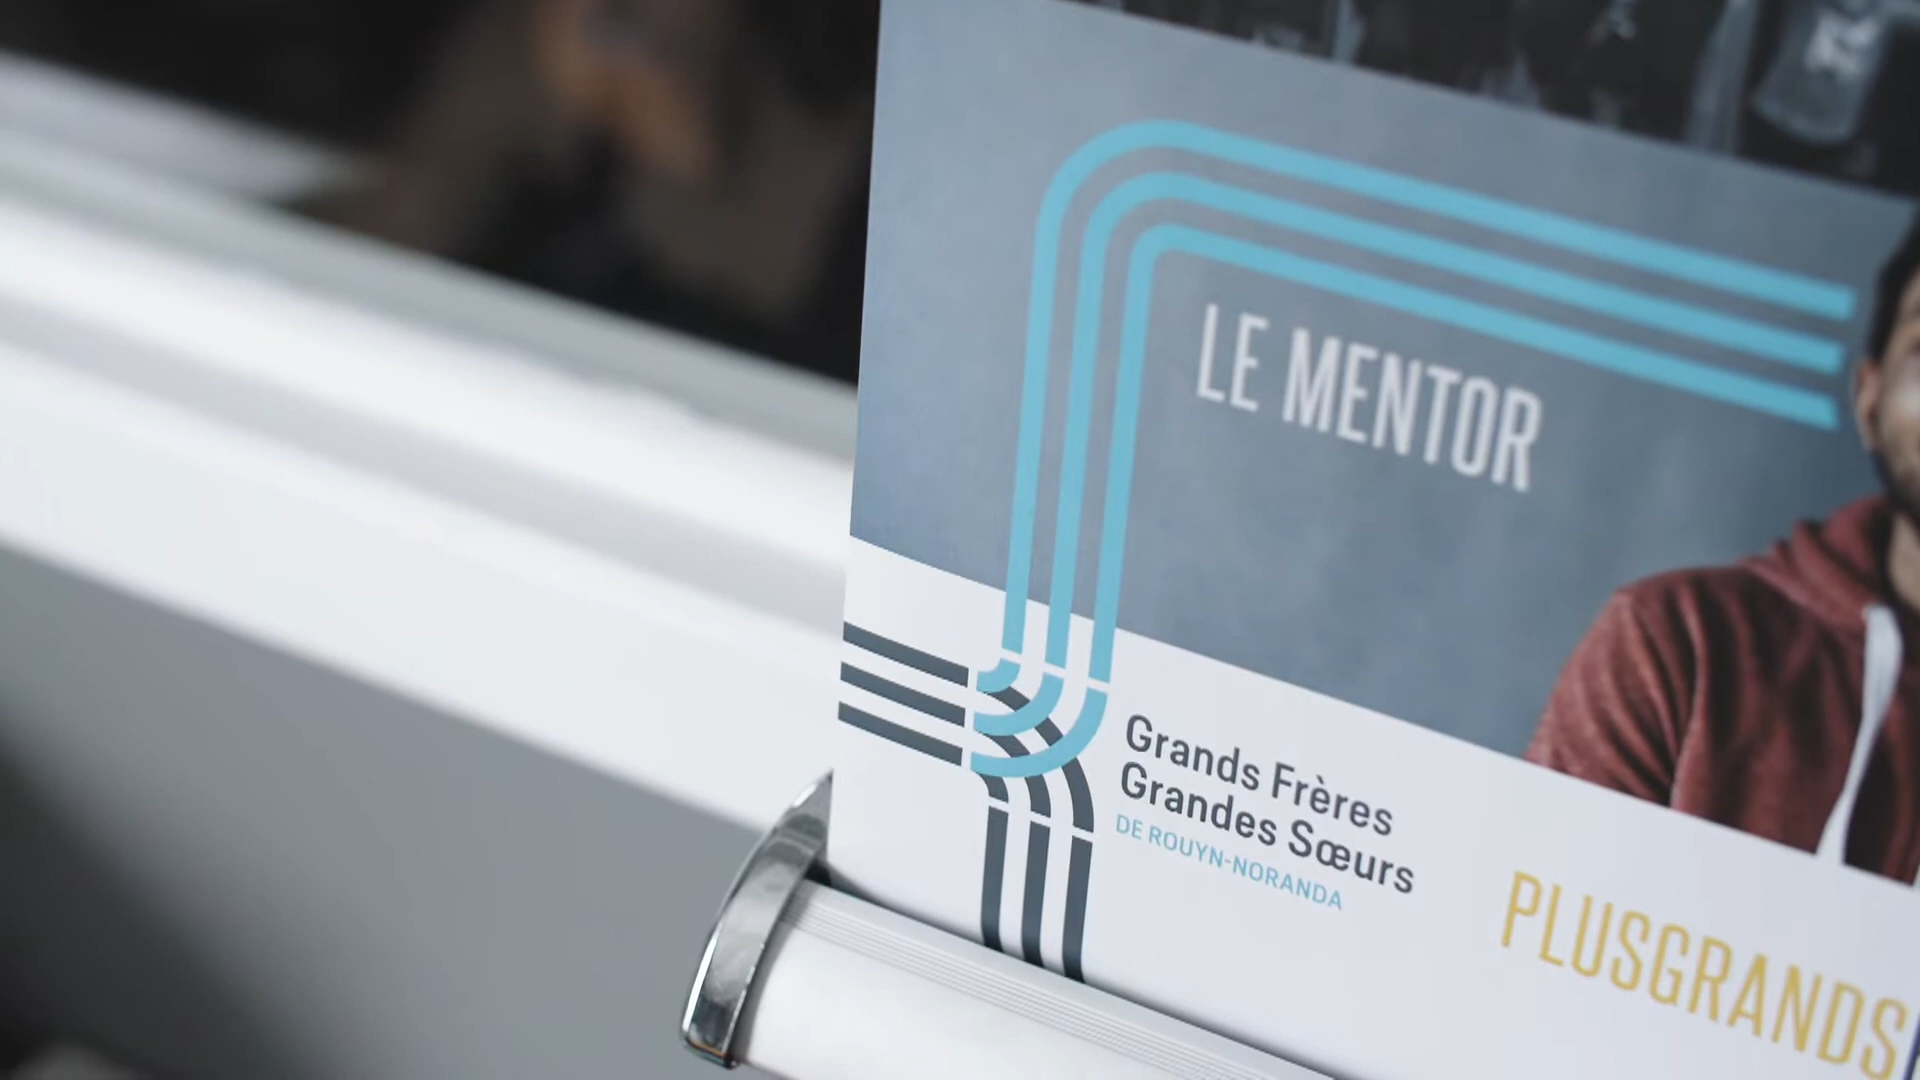 LE MENTOR
Grands Frères
Grandes Sœurs
DE ROUYN-NORANDA
PLUSGRANDS